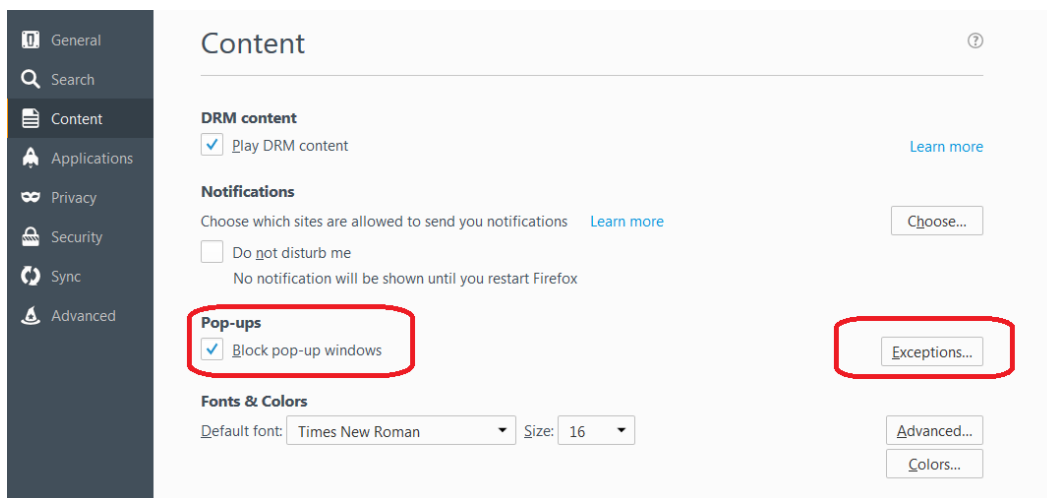 General
Search
Content
Applications
Privacy
Security
Sync
Advanced
Content
?
DRM content
Play DRM content
Learn more
Notifications
Choose which sites are allowed to send you notifications Learn more
Choose...
Do not disturb me
No notification will be shown until you restart Firefox
Pop-ups
Block pop-up windows
Exceptions...
Fonts & Colors
Default font: Times New Roman Size: 16
Advanced...
Colors...